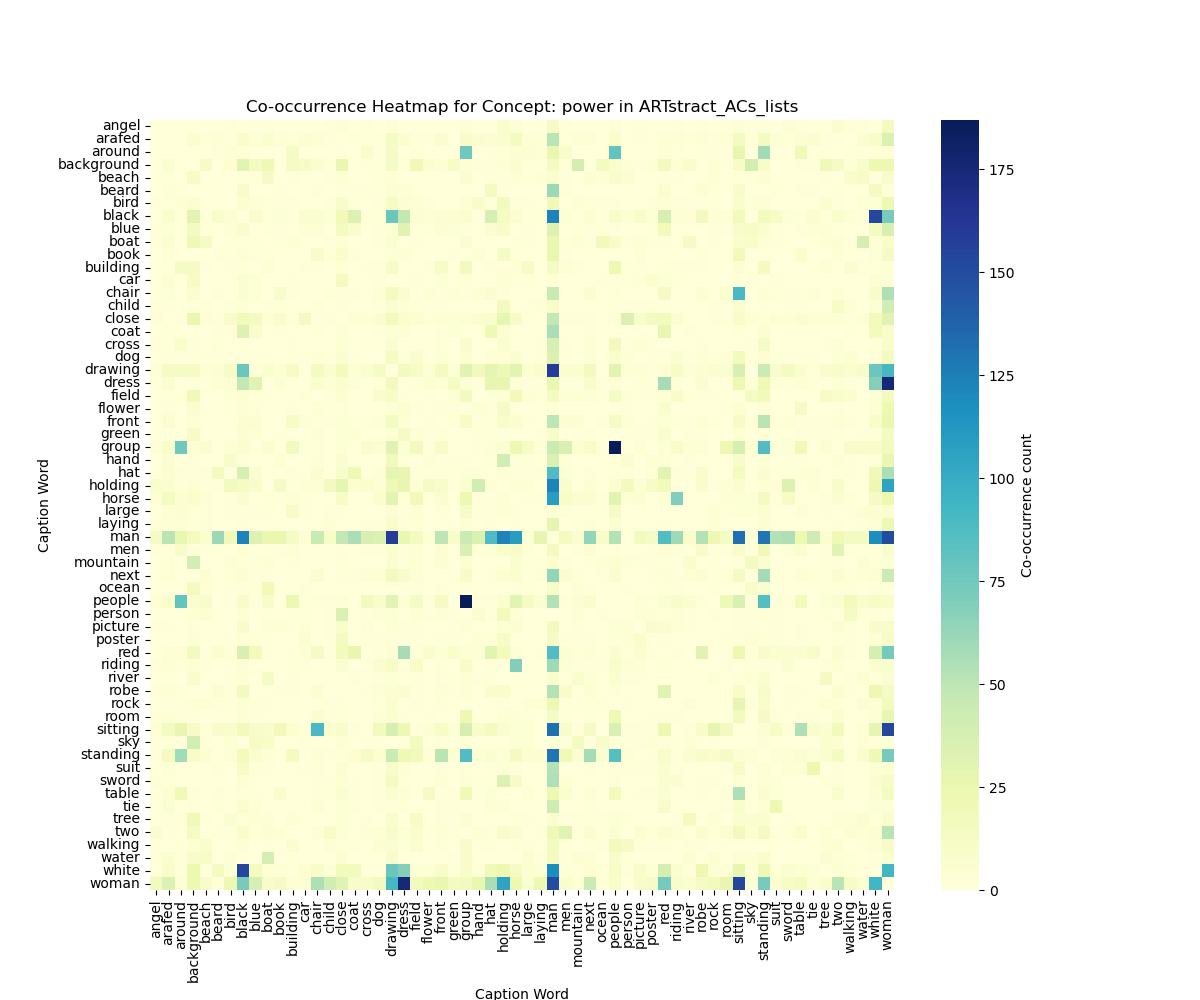 Co-occurrence Heatmap for Concept: power in ARTstract_ACs_lists
Caption Word
angel
arafed
around
background
beach
beard
bird
black
blue
boat
book
building
car
chair
child
close
coat
cross
dog
drawing
dress
field
flower
front
green
group
hand
hat
holding
horse
large
laying
man
men
mountain
next
ocean
people
person
picture
poster
red
riding
river
robe
rock
room
sitting
sky
standing
suit
sword
table
tie
tree
two
walking
water
white
woman
angel
arafed
around
background
beach
beard
bird
black
blue
boat
book
building
car
chair
child
close
coat
cross
dog
drawing
dress
field
flower
front
green
group
hand
hat
holding
horse
large
laying
man
men
mountain
next
ocean
people
person
picture
poster
red
riding
river
robe
rock
room
sitting
sky
standing
suit
sword
table
tie
tree
two
walking
water
white
woman
Caption Word
175
150
125
100
75
50
25
0
Co-occurrence count